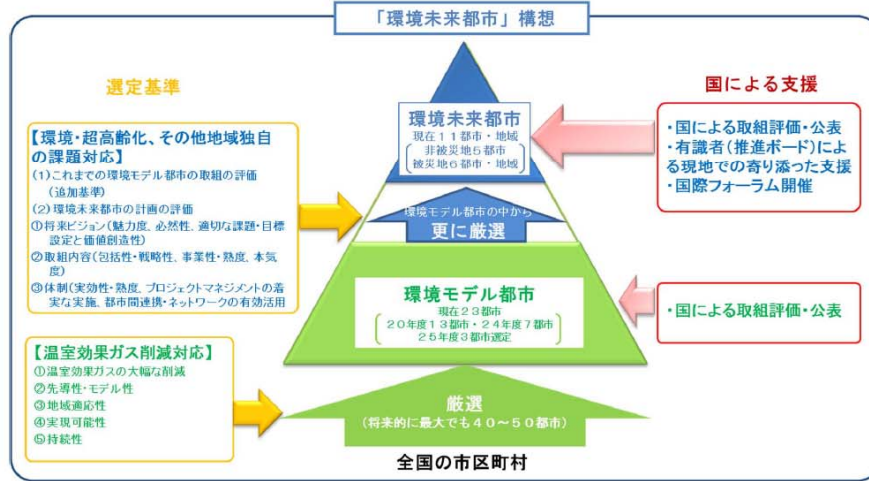 「環境未来都市」構想
選定基準
【環境・超高齢化、その他地域独自
の課題対応】
(1)これまでの環境モデル都市の取組の評価
(追加基準)
(2)環境未来都市の計画の評価
①将来ビジョン(魅力度、必然性、適切な課題・目標
設定と価値創造性)
②取組内容(包括性・戦略性、事業性・熟度、本気
度)
③体制(実効性・熟度、プロジェクトマネジメントの着
実な実施、都市間連携・ネットワークの有効活用
【温室効果ガス削減対応】
①温室効果ガスの大幅な削減
②先導性・モデル性
③地域適応性
④実現可能性
⑤持続性
環境未来都市
現在11都市・地域
非被災地5都市
被災地6都市・地域
環境モデル都市の中から
更に厳選
環境モデル都市
現在23都市
20年度13都市・24年度7都市
25年度3都市選定
厳選
(将来的に最大でも40~50都市)
全国の市区町村
国による支援
・国による取組評価・公表
・有識者(推進ボード)によ
る現地での寄り添った支援
・国際フォーラム開催
・国による取組評価・公表